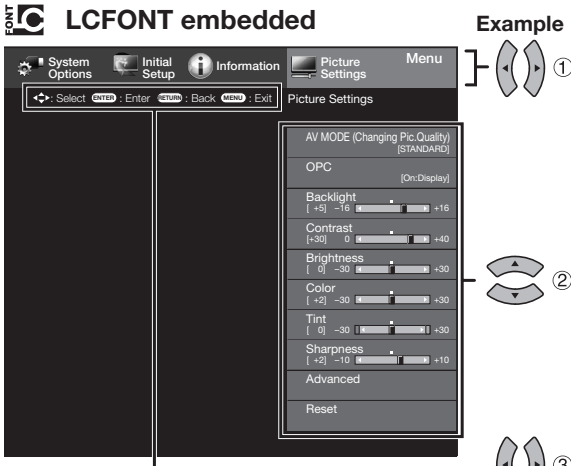 FONT LC LCFONT embedded
Example
System Options
Initial Setup
Information
Picture Settings
Menu
①
: Select ENTER : Enter RETURN : Back MENU : Exit
Picture Settings
AV MODE (Changing Pic.Quality)
[STANDARD]
OPC
[On:Display]
Backlight
[ +5] −16 +16
Contrast
[+30] 0 +40
Brightness
[ 0] −30 +30
Color
[ +2] −30 +30
Tint
[ 0] −30 +30
Sharpness
[ +2] −10 +10
②
Advanced
Reset
③